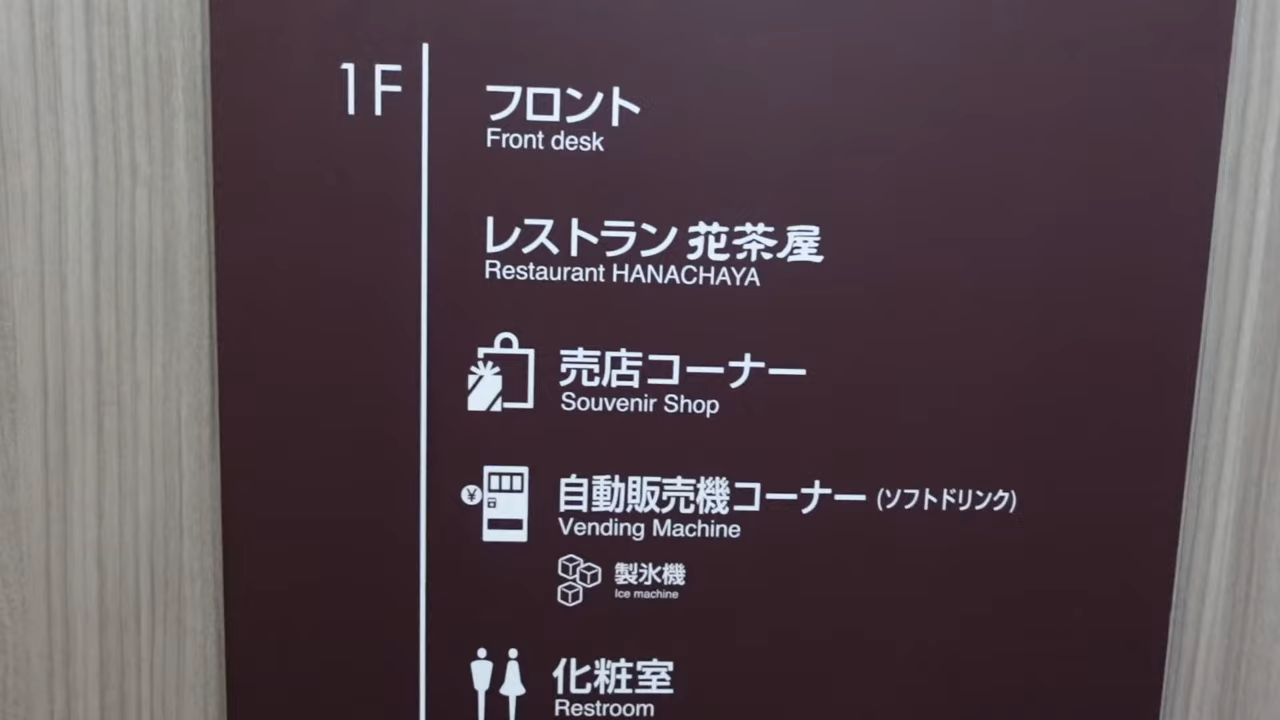 1F
フロント
Front desk
レストラン 花茶屋
Restaurant HANACHAYA
売店コーナー
Souvenir Shop
¥
自動販売機コーナー (ソフトドリンク)
Vending Machine
製氷機
Ice machine
化粧室
Restroom